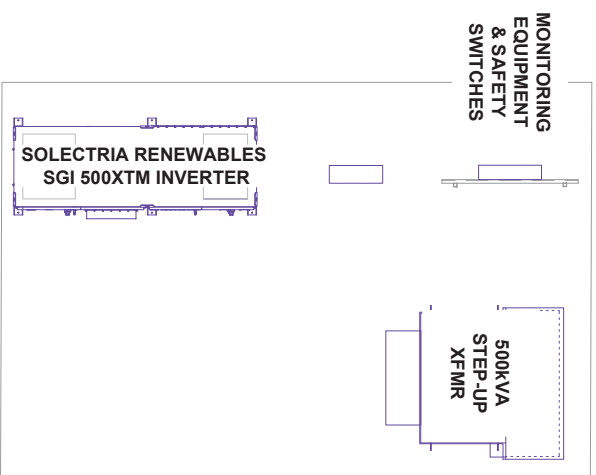 MONITORING
EQUIPMENT
& SAFETY
SWITCHES
SOLECTRIA RENEWABLES
SGI 500XTM INVERTER
500kVA
STEP-UP
XFMR